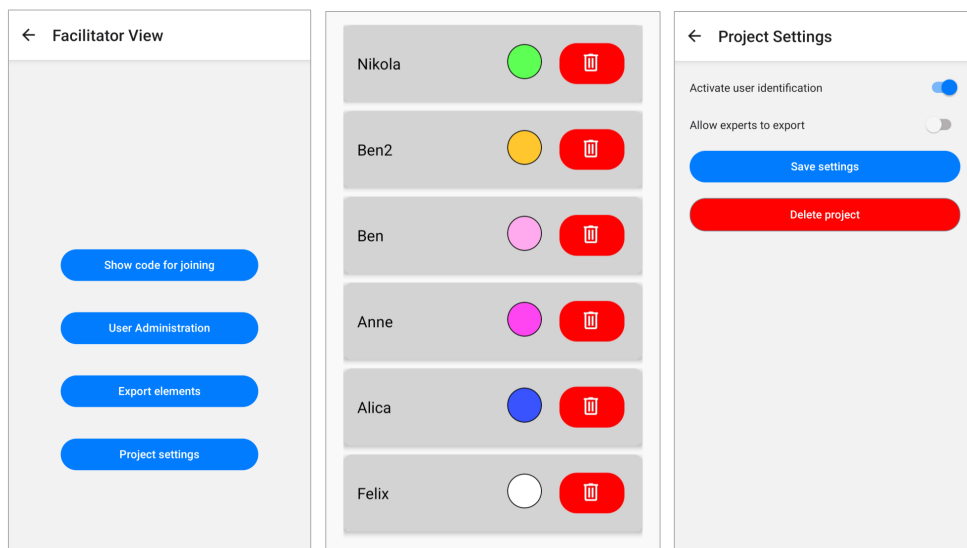 Facilitator View
Show code for joining
User Administration
Export elements
Project settings
Nikola
Ben2
Ben
Anne
Alica
Felix
Project Settings
Activate user identification
Allow experts to export
Save settings
Delete project